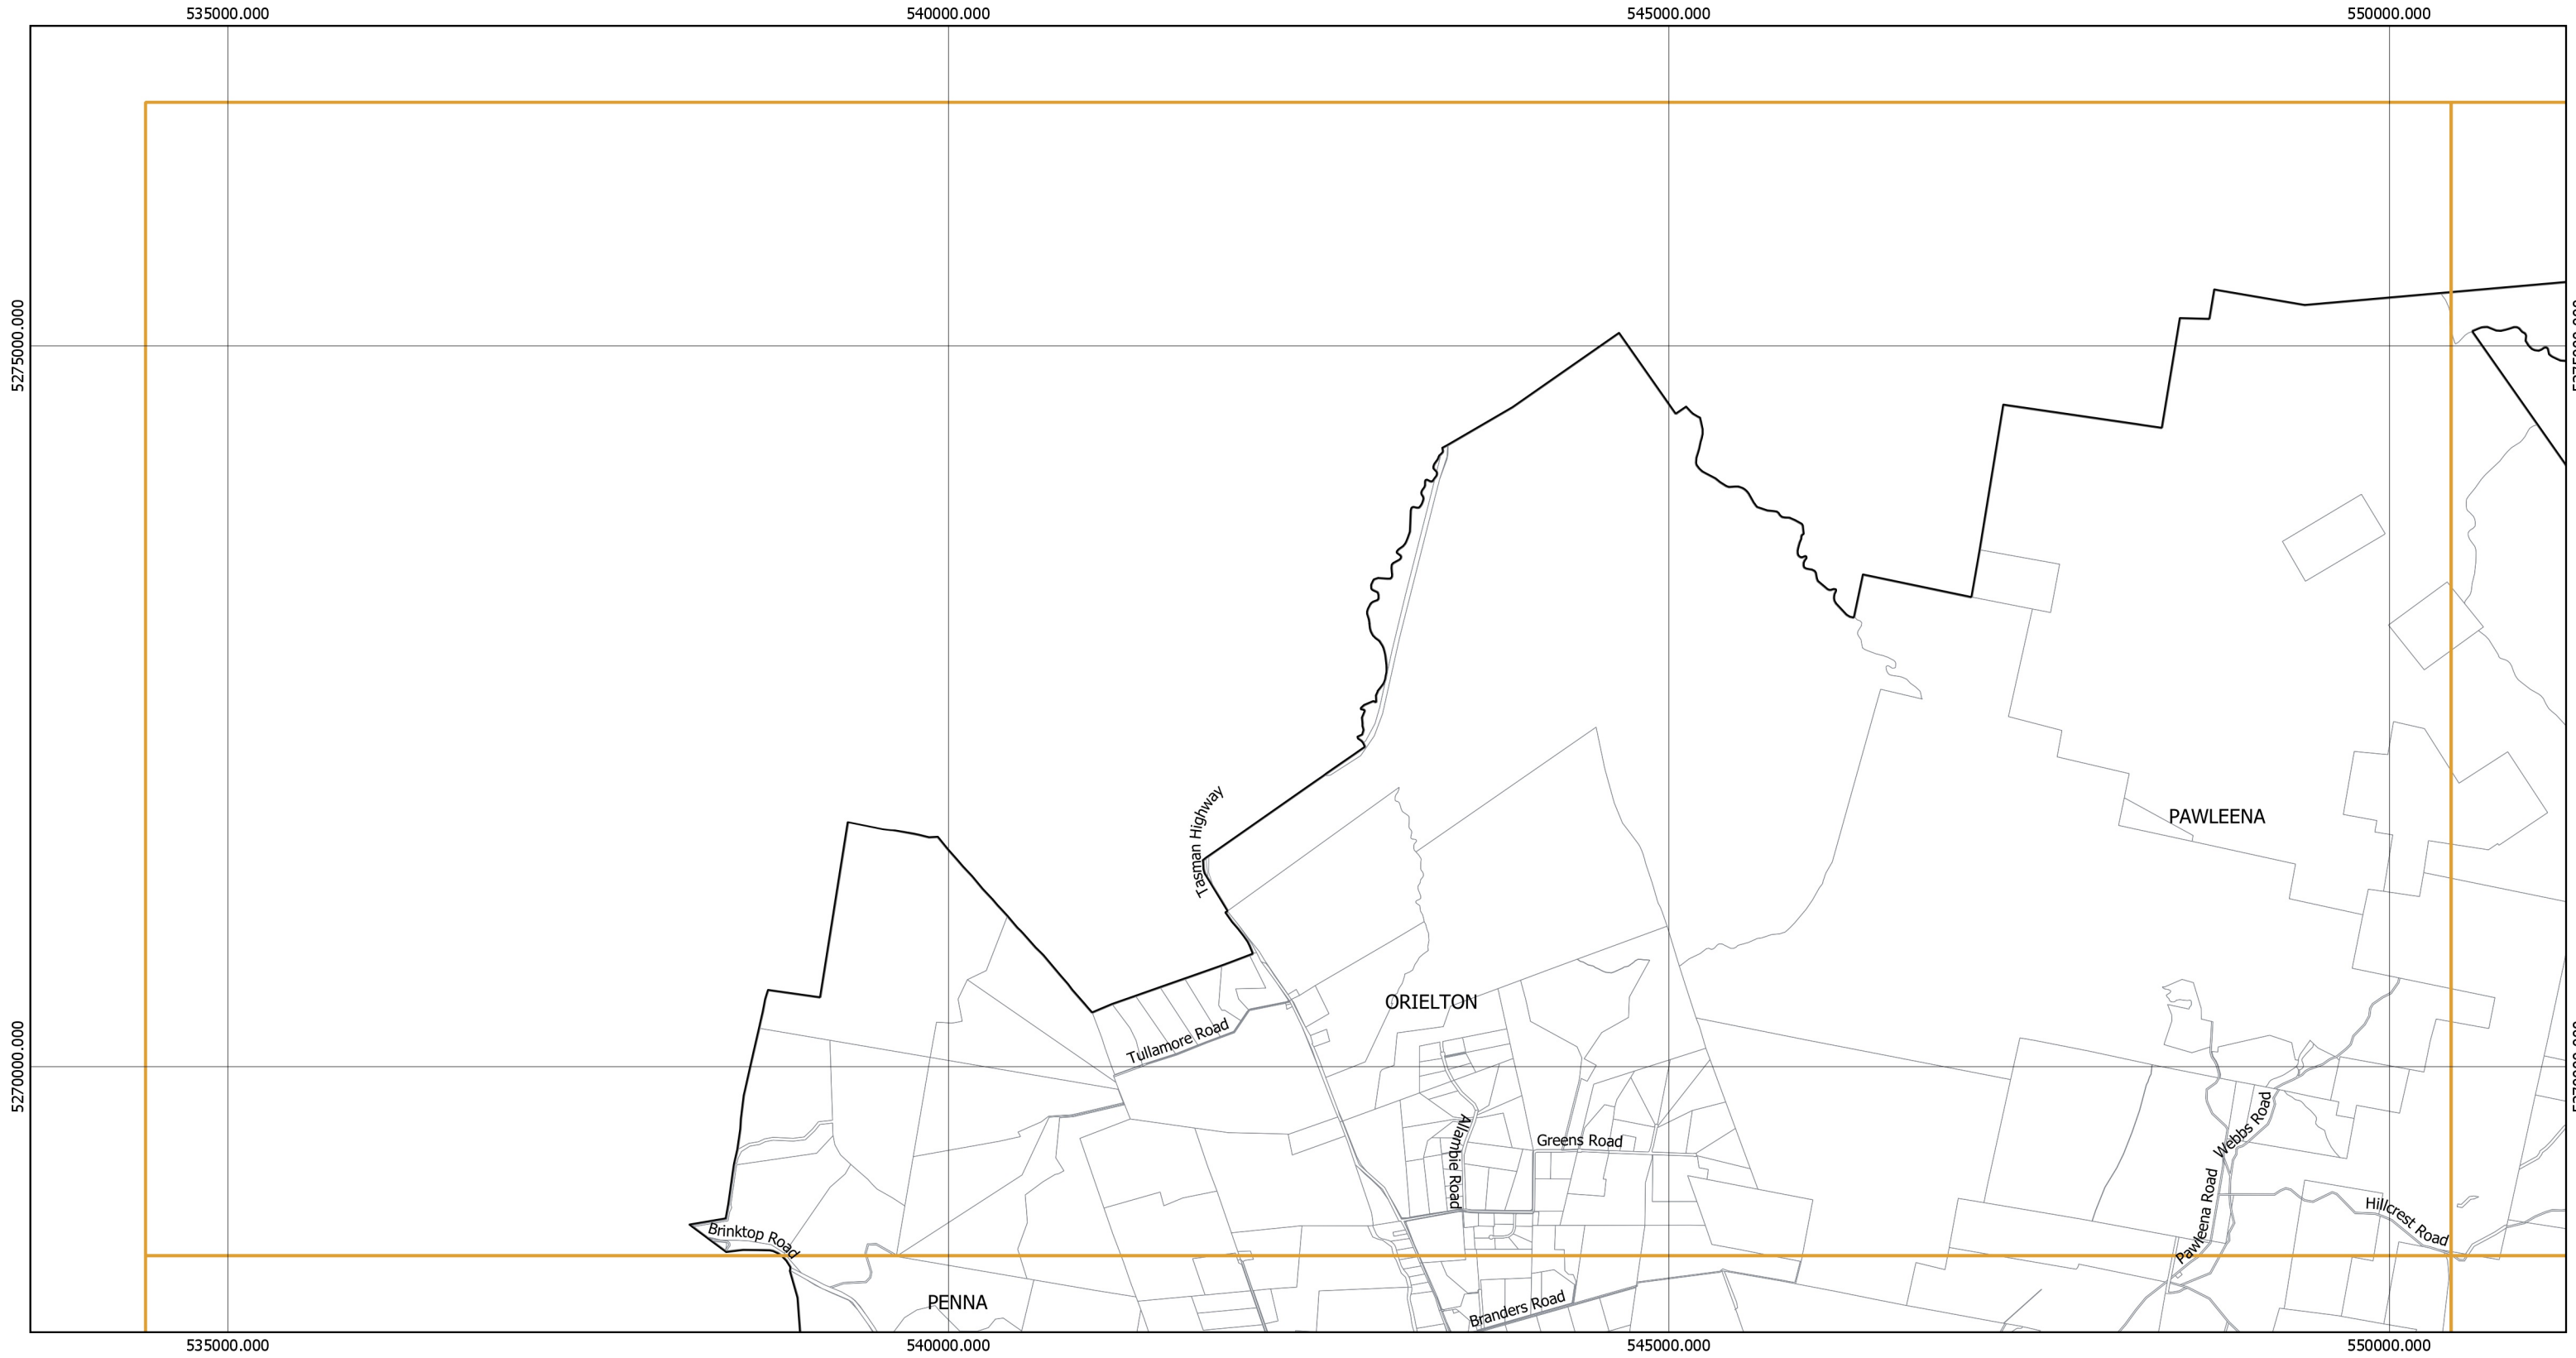 535000.000
540000.000
545000.000
550000.000
5275000.000
Tasman Highway
PAWLEENA
ORIELTON
Tullamore Road
5270000.000
Allambie Road
Greens Road
Webbs Road
Pawleena Road
Hillcrest Road
Brinktop Road
PENNA
Branders Road
535000.000
540000.000
545000.000
550000.000